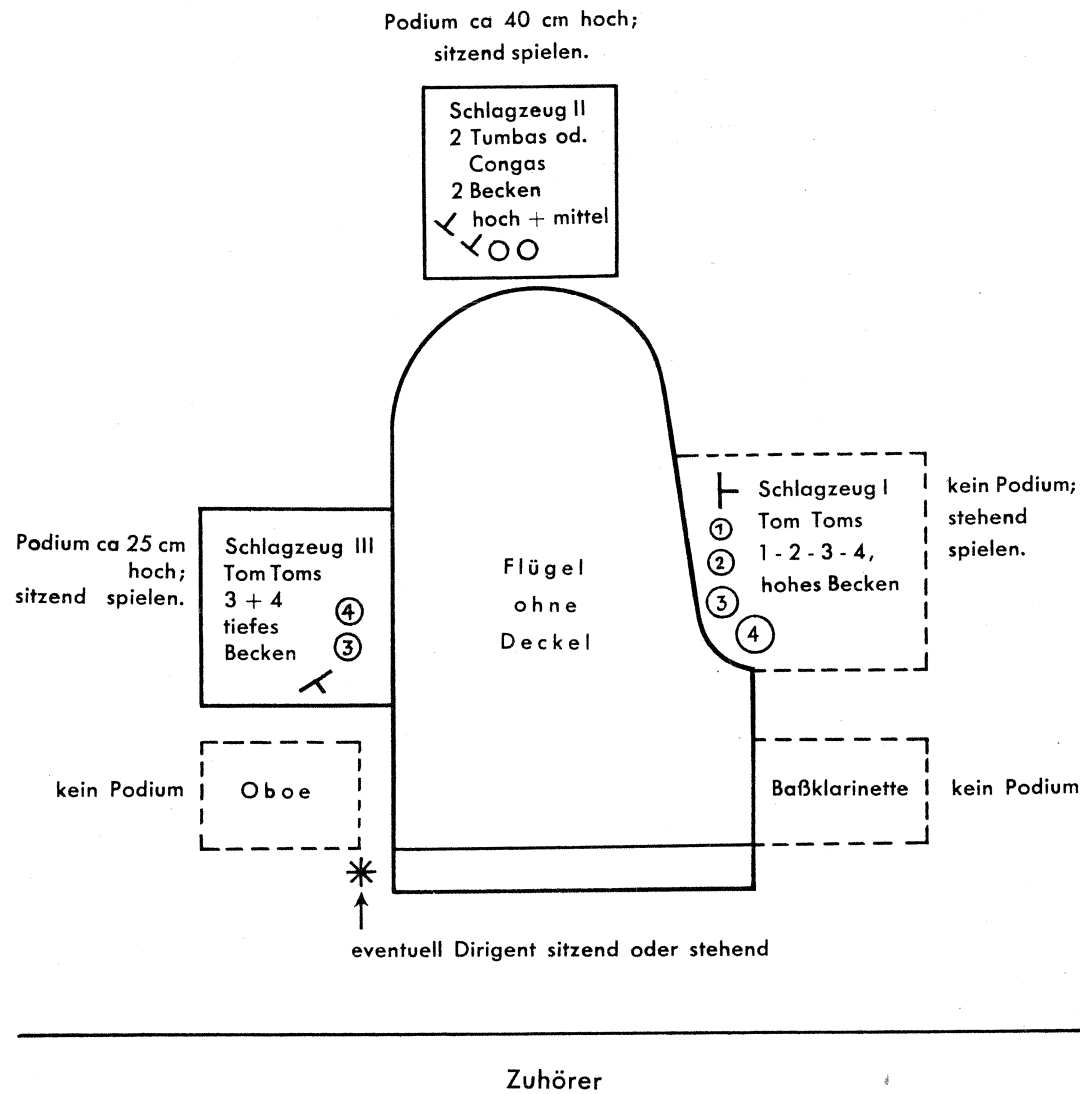 Podium ca 40 cm hoch;
sitzend spielen.
Schlagzeug II
2 Tumbas od.
Congas
2 Becken
hoch + mittel
Schlagzeug I
Tom Toms
1 - 2 - 3 - 4,
hohes Becken
1
2
3
4
kein Podium;
stehend
spielen.
Podium ca 25 cm
hoch;
sitzend spielen.
Schlagzeug III
Tom Toms
3 + 4
tiefes
Becken
4
3
Flügel
ohne
Deckel
kein Podium
Oboe
Baßklarinette
kein Podium
eventuell Dirigent sitzend oder stehend
Zuhörer